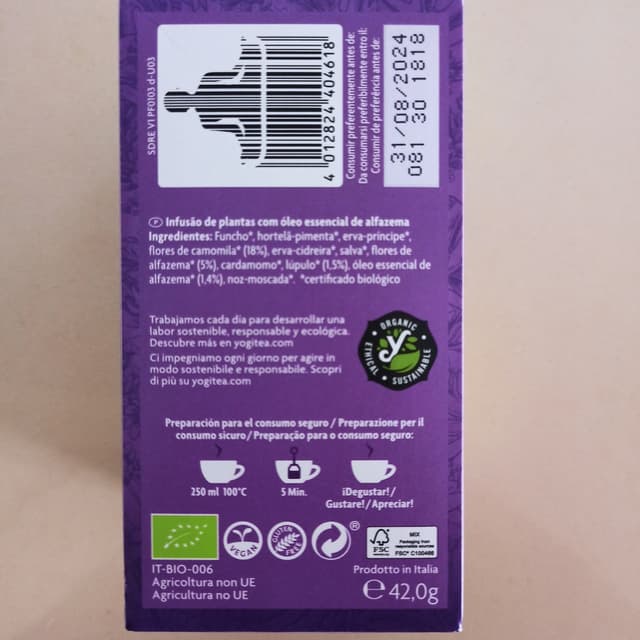 SDRE V1 PF0103 d-U03
4 012824 404618
Consumir preferentemente antes de:
Da consumarsi preferibilmente entro il:
Consumir de preferência antes de:
31/08/2024
081 30 1818
P Infusão de plantas com óleo essencial de alfazema
Ingredientes: Funcho*, hortelã-pimenta*, erva-príncipe*,
flores de camomila* (18%), erva-cidreira*, salva*, flores de
alfazema* (5%), cardamomo*, lúpulo* (1,5%), óleo essencial de
alfazema* (1,4%), noz-moscada*. *certificado biológico
Trabajamos cada día para desarrollar una
labor sostenible, responsable y ecológica.
Descubre más en yogitea.com
Ci impegniamo ogni giorno per agire in
modo sostenibile e responsabile. Scopri
di più su yogitea.com
ORGANIC
ETHICAL
SUSTAINABLE
y
Preparación para el consumo seguro / Preparazione per il
consumo sicuro / Preparação para o consumo seguro:
250 ml 100°C
5 Min.
¡Degustar!/
Gustare!/Apreciar!
VEGAN
GLUTEN FREE
®
FSC
MIX
Packaging from
responsible sources
FSC® C100466
IT-BIO-006
Agricoltura non UE
Agricultura no UE
Prodotto in Italia
℮ 42,0g